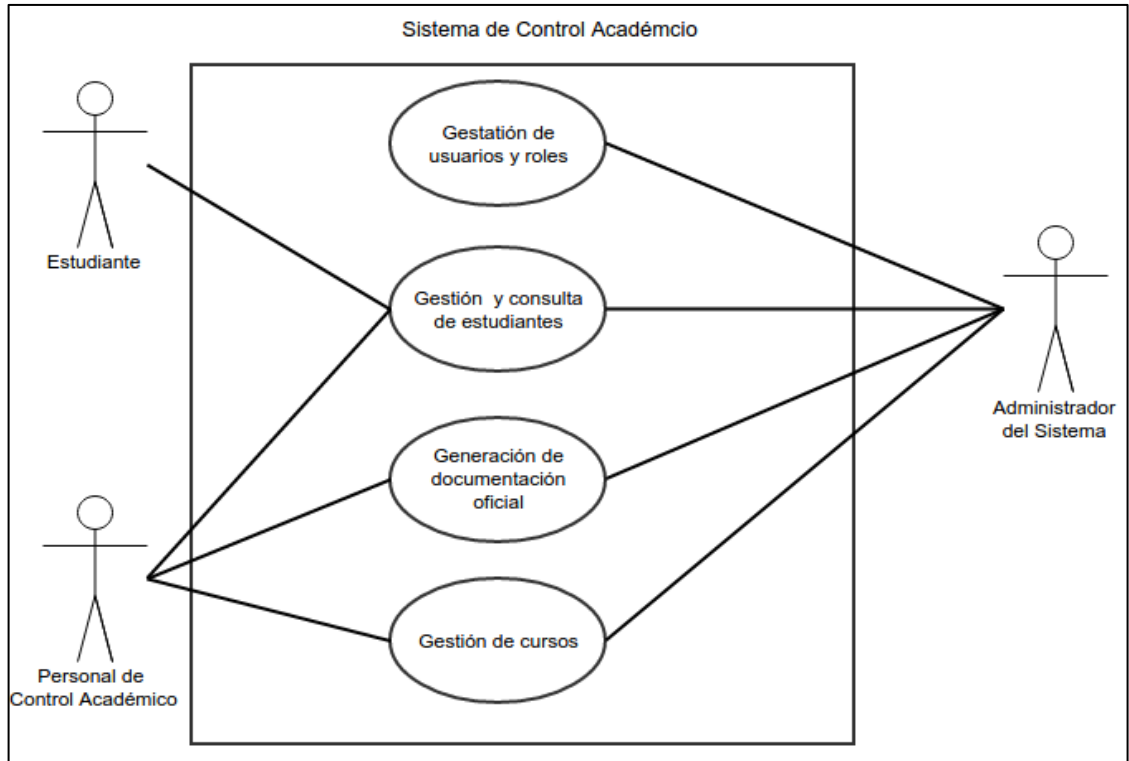 Sistema de Control Académcio
Gestatión de
usuarios y roles
Estudiante
Gestión y consulta
de estudiantes
Administrador
del Sistema
Generación de
documentación
oficial
Gestión de cursos
Personal de
Control Académico